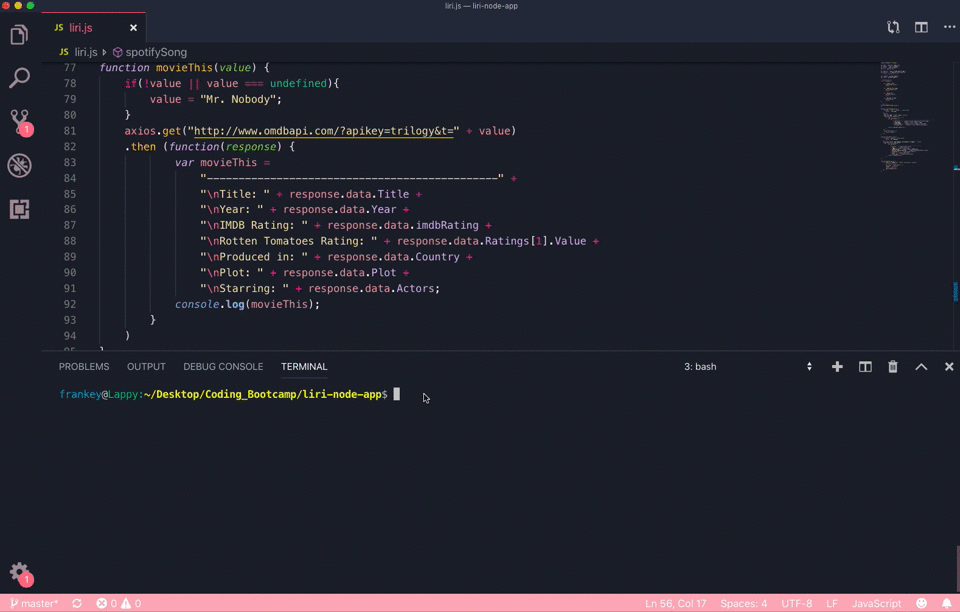 liri.js — liri-node-app
JS liri.js ×
JS liri.js spotifySong
77 function movieThis(value) {
78 if(!value || value === undefined){
79 value = "Mr. Nobody";
80 }
81 axios.get("http://www.omdbapi.com/?apikey=trilogy&t=" + value)
82 .then (function(response) {
83 var movieThis =
84 "----------------------------------------------" +
85 "\nTitle: " + response.data.Title +
86 "\nYear: " + response.data.Year +
87 "\nIMDB Rating: " + response.data.imdbRating +
88 "\nRotten Tomatoes Rating: " + response.data.Ratings[1].Value +
89 "\nProduced in: " + response.data.Country +
90 "\nPlot: " + response.data.Plot +
91 "\nStarring: " + response.data.Actors;
92 console.log(movieThis);
93 }
94 )
95 }
1
PROBLEMS OUTPUT DEBUG CONSOLE TERMINAL 3: bash
frankey@Lappy:~/Desktop/Coding_Bootcamp/liri-node-app$
1
master* 0 0 Ln 56, Col 17 Spaces: 4 UTF-8 LF JavaScript